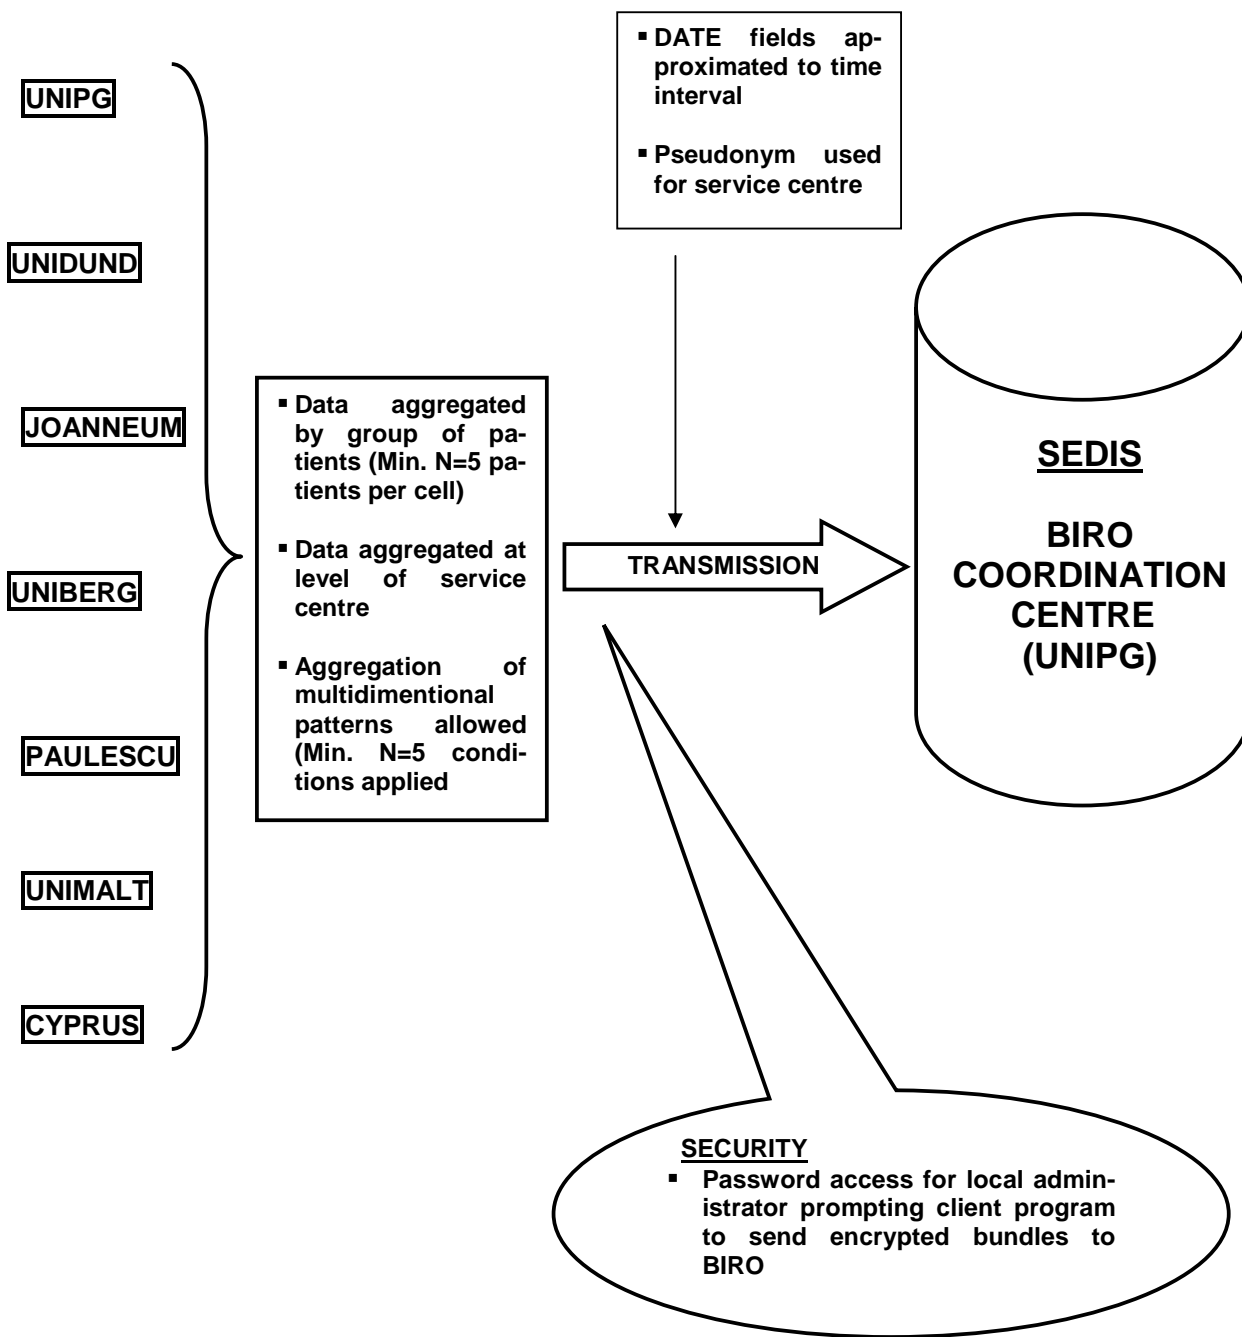 UNIPG
UNIDUND
JOANNEUM
UNIBERG
PAULESCU
UNIMALT
CYPRUS
▪ Data aggregated
by group of pa-
tients (Min. N=5 pa-
tients per cell)
▪ Data aggregated at
level of service
centre
▪ Aggregation of
multidimentional
patterns allowed
(Min. N=5 condi-
tions applied
▪ DATE fields ap-
proximated to time
interval
▪ Pseudonym used
for service centre
TRANSMISSION
SEDIS
BIRO
COORDINATION
CENTRE
(UNIPG)
SECURITY
▪ Password access for local admin-
istrator prompting client program
to send encrypted bundles to
BIRO